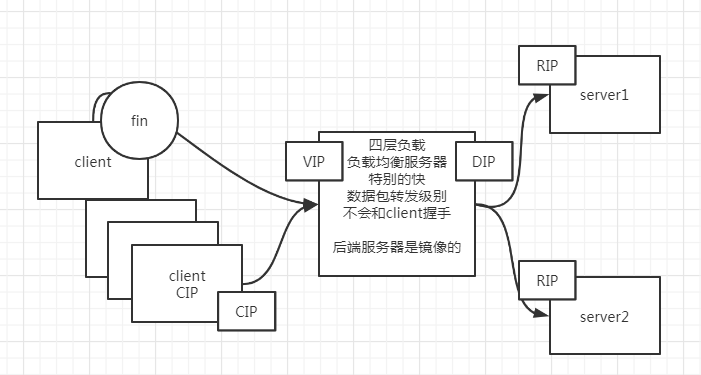 fin
client
client
CIP
CIP
VIP
四层负载
负载均衡服务器
特别的快
数据包转发级别
不会和client握手
后端服务器是镜像的
DIP
RIP
server1
RIP
server2